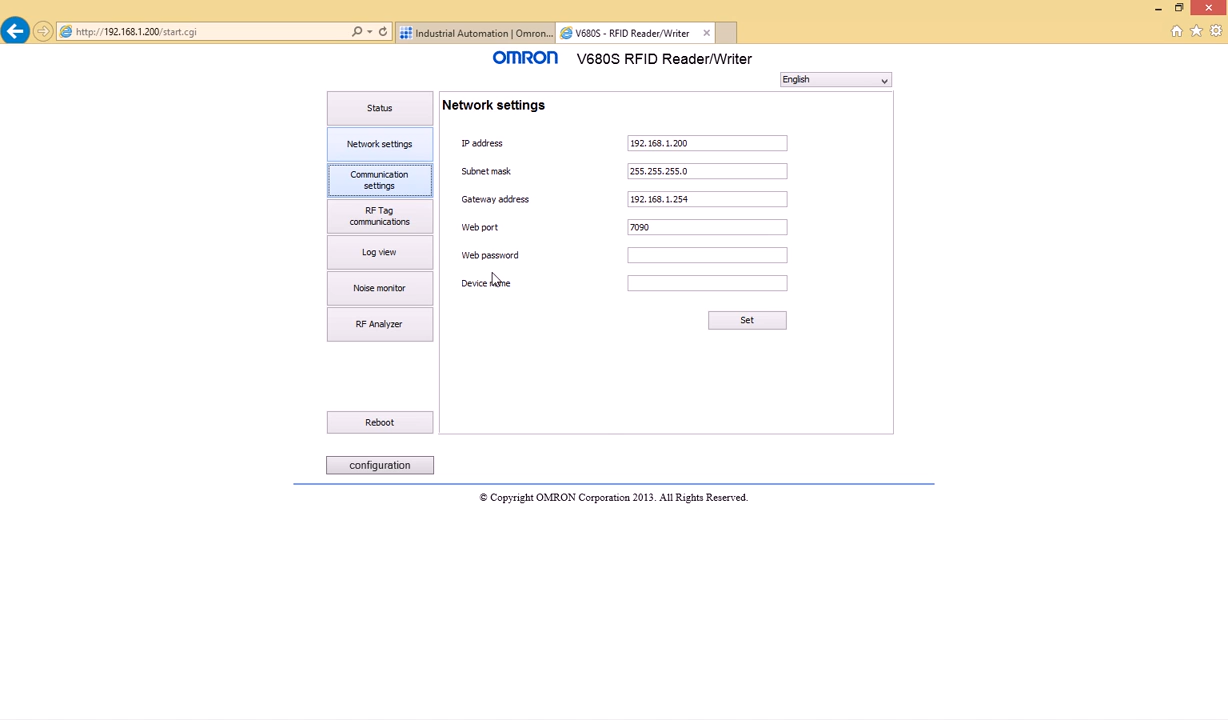 http://192.168.1.200/start.cgi
Industrial Automation | Omron...
V680S - RFID Reader/Writer
OMRON V680S RFID Reader/Writer
English
Status
Network settings
Communication
settings
RF Tag
communications
Log view
Noise monitor
RF Analyzer
Reboot
configuration
Network settings
IP address 192.168.1.200
Subnet mask 255.255.255.0
Gateway address 192.168.1.254
Web port 7090
Web password
Device name
Set
© Copyright OMRON Corporation 2013. All Rights Reserved.